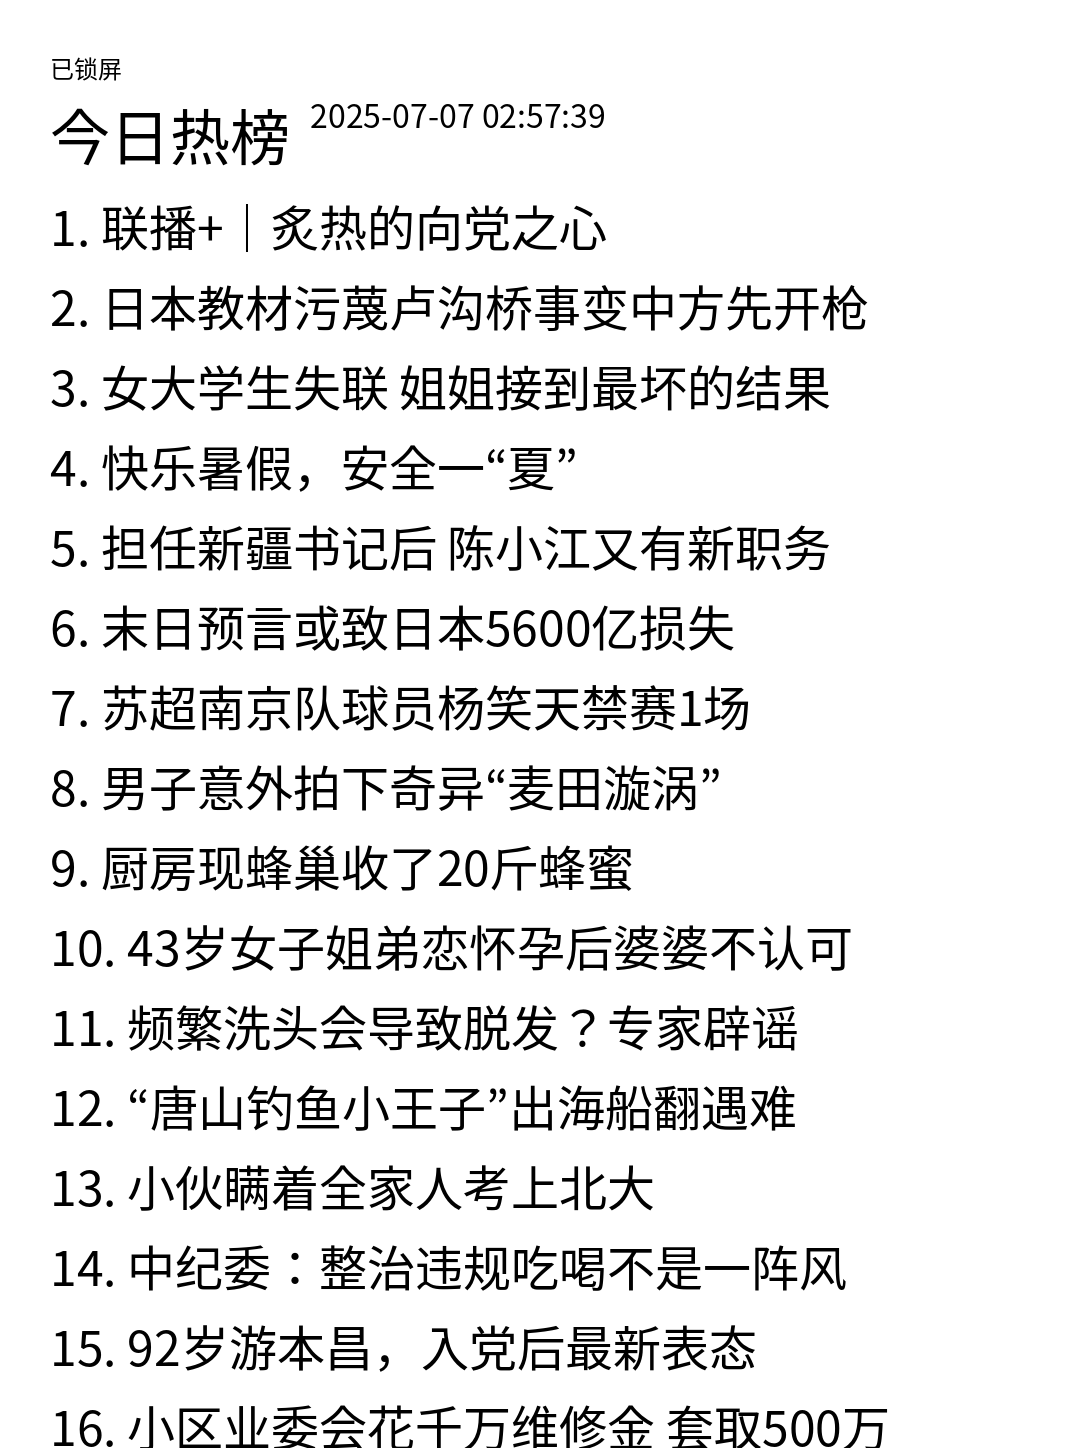 已锁屏
今日热榜 2025-07-07 02:57:39
1. 联播+｜炙热的向党之心
2. 日本教材污蔑卢沟桥事变中方先开枪
3. 女大学生失联 姐姐接到最坏的结果
4. 快乐暑假，安全一“夏”
5. 担任新疆书记后 陈小江又有新职务
6. 末日预言或致日本5600亿损失
7. 苏超南京队球员杨笑天禁赛1场
8. 男子意外拍下奇异“麦田漩涡”
9. 厨房现蜂巢收了20斤蜂蜜
10. 43岁女子姐弟恋怀孕后婆婆不认可
11. 频繁洗头会导致脱发？专家辟谣
12. “唐山钓鱼小王子”出海船翻遇难
13. 小伙瞒着全家人考上北大
14. 中纪委：整治违规吃喝不是一阵风
15. 92岁游本昌，入党后最新表态
16. 小区业委会花千万维修金 套取500万